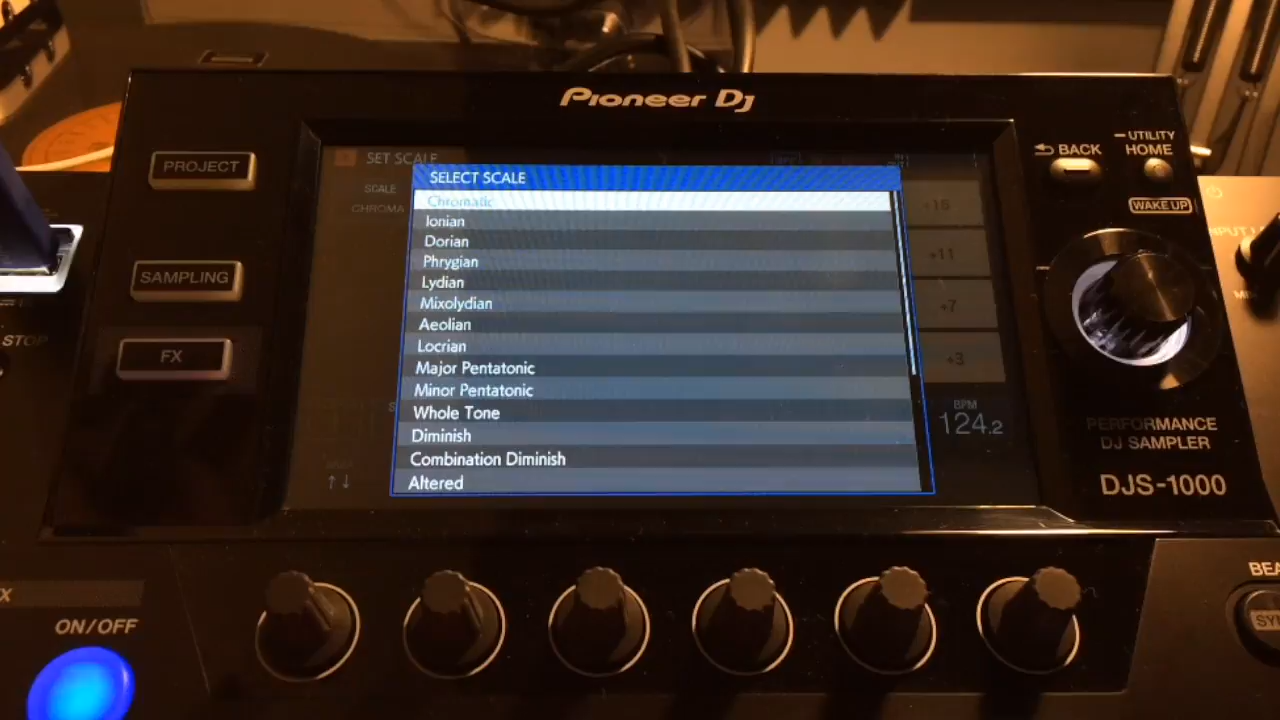 Pioneer Dj
PROJECT
SAMPLING
FX
STOP
SET SCALE
SCALE
CHROMA
SELECT SCALE
Chromatic
Ionian
Dorian
Phrygian
Lydian
Mixolydian
Aeolian
Locrian
Major Pentatonic
Minor Pentatonic
Whole Tone
Diminish
Combination Diminish
Altered
+11
+7
+3
BPM
124.2
BACK
UTILITY
HOME
WAKE UP
PERFORMANCE
DJ SAMPLER
DJS-1000
X
ON/OFF
BEA
SY